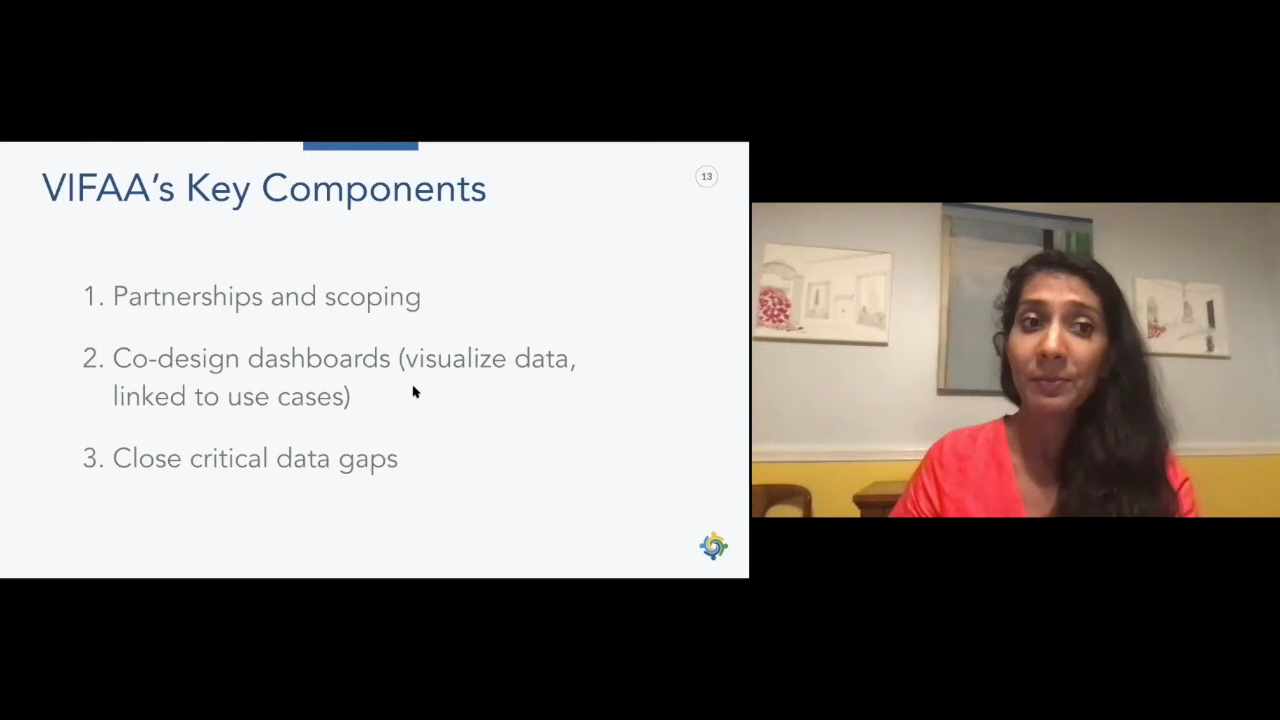 VIFAA's Key Components
13
1. Partnerships and scoping
2. Co-design dashboards (visualize data,
linked to use cases)
3. Close critical data gaps